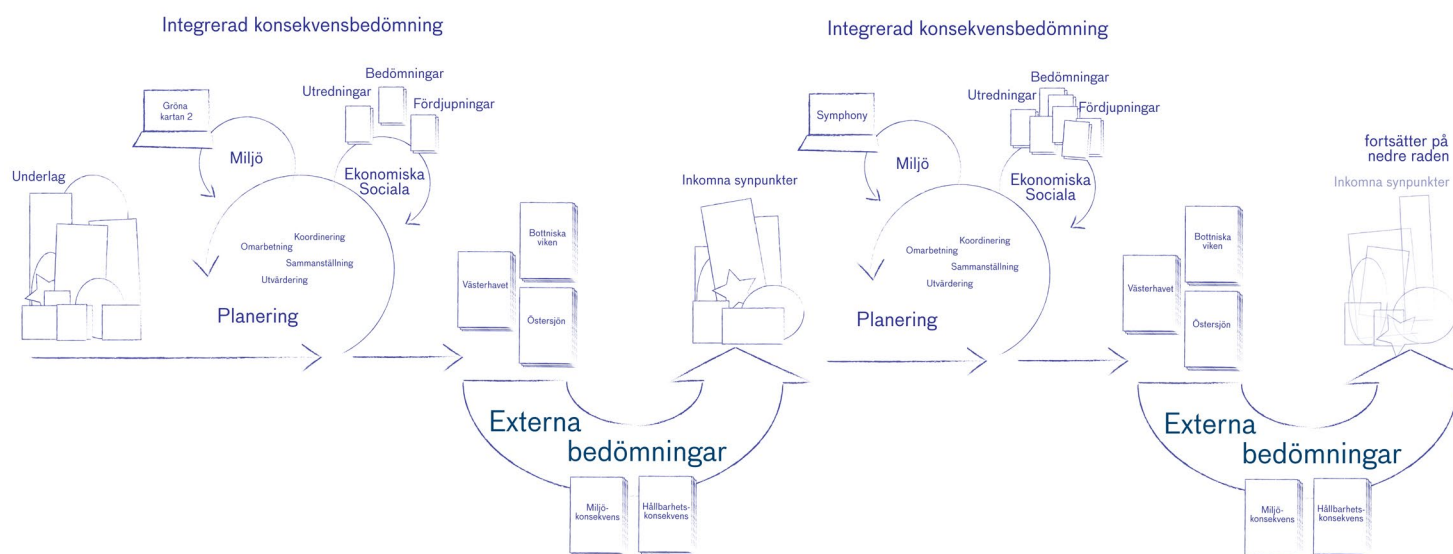 Integrerad konsekvensbedömning
Bedömningar
Utredningar
Fördjupningar
Gröna
kartan 2
Miljö
Ekonomiska
Sociala
Underlag
Koordinering
Omarbetning
Sammanställning
Utvärdering
Planering
Bottniska
viken
Västerhavet
Östersjön
Externa
bedömningar
Miljö-
konsekvens
Hållbarhets-
konsekvens
Inkomna synpunkter
Integrerad konsekvensbedömning
Bedömningar
Utredningar
Fördjupningar
Symphony
Miljö
Ekonomiska
Sociala
Koordinering
Omarbetning
Sammanställning
Utvärdering
Planering
Bottniska
viken
Västerhavet
Östersjön
Externa
bedömningar
Miljö-
konsekvens
Hållbarhets-
konsekvens
fortsätter på
nedre raden
Inkomna synpunkter